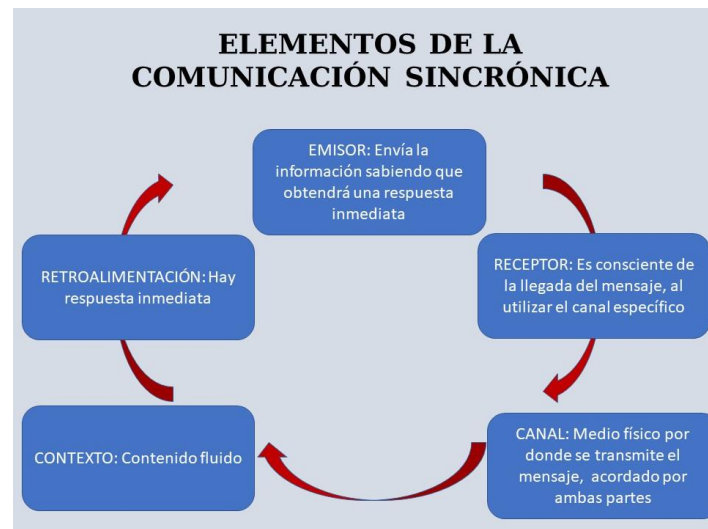 ELEMENTOS DE LA
COMUNICACIÓN SINCRÓNICA
EMISOR: Envía la
información sabiendo que
obtendrá una respuesta
inmediata
RECEPTOR: Es consciente de
la llegada del mensaje, al
utilizar el canal específico
CANAL: Medio físico por
donde se transmite el
mensaje, acordado por
ambas partes
CONTEXTO: Contenido fluido
RETROALIMENTACIÓN: Hay
respuesta inmediata